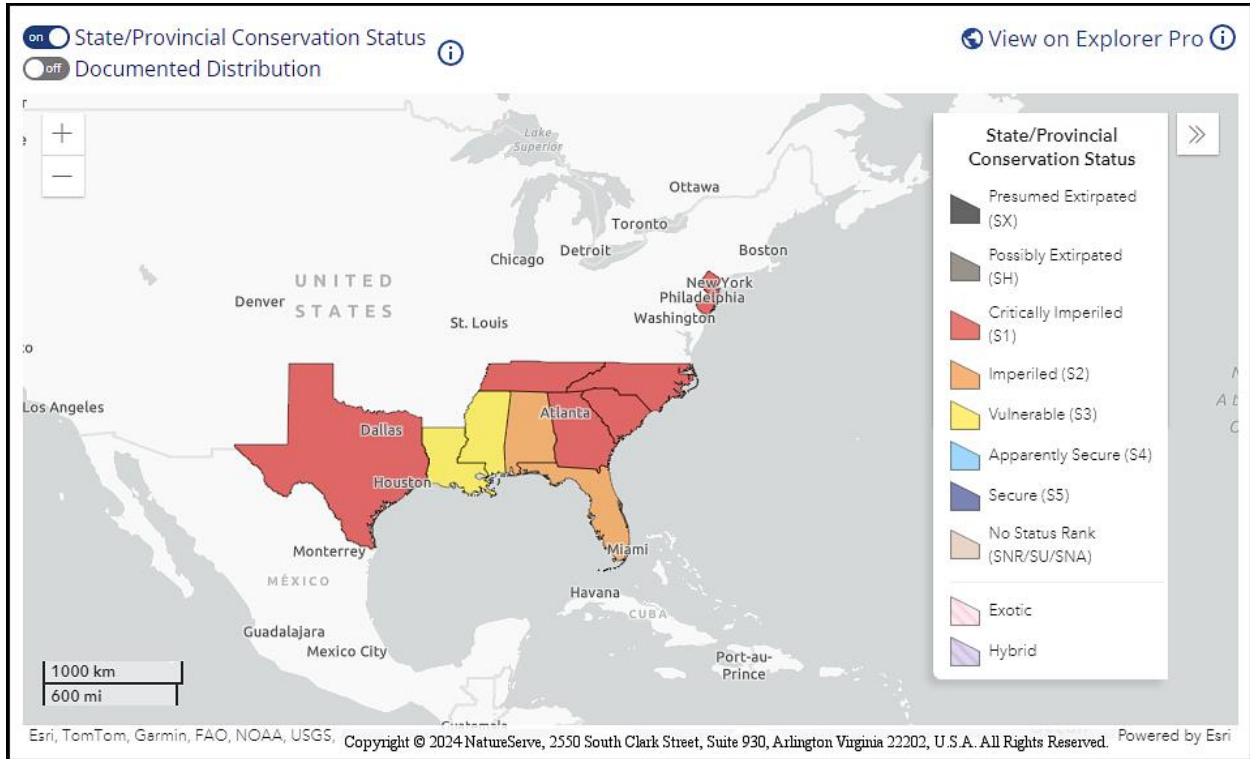 on State/Provincial Conservation Status
off Documented Distribution
View on Explorer Pro
Lake
Superior
Ottawa
Toronto
Boston
Detroit
Chicago
UNITED
STATES
New York
Philadelphia
Denver
Washington
St. Louis
Los Angeles
Atlanta
Dallas
Houston
Monterrey
Miami
MÉXICO
Havana
CUBA
Guadalajara
Mexico City
Port-au-
Prince
1000 km
600 mi
State/Provincial
Conservation Status
Presumed Extirpated
(SX)
Possibly Extirpated
(SH)
Critically Imperiled
(S1)
Imperiled (S2)
Vulnerable (S3)
Apparently Secure (S4)
Secure (S5)
No Status Rank
(SNR/SU/SNA)
Exotic
Hybrid
Esri, TomTom, Garmin, FAO, NOAA, USGS,
Copyright © 2024 NatureServe, 2550 South Clark Street, Suite 930, Arlington Virginia 22202, U.S.A. All Rights Reserved.
Powered by Esri